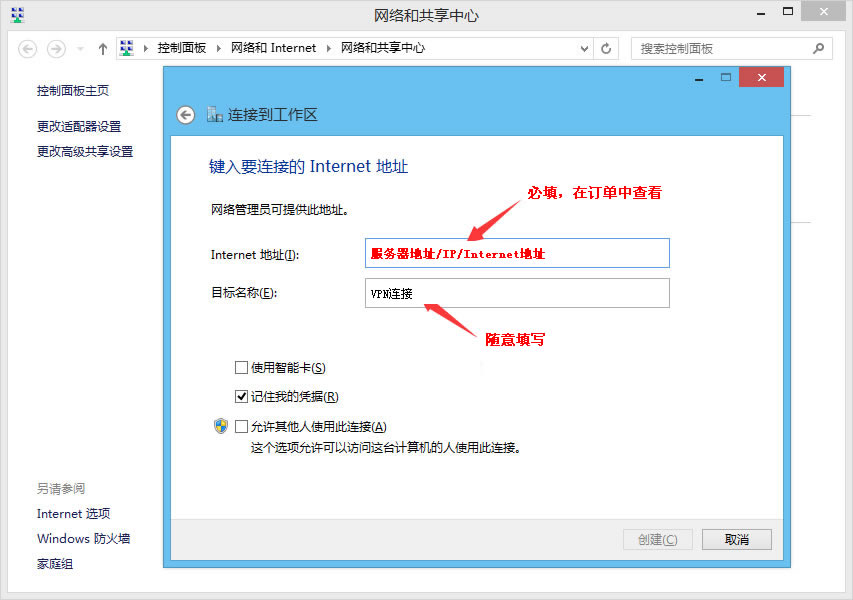 网络和共享中心
控制面板 网络和 Internet 网络和共享中心
搜索控制面板
控制面板主页
更改适配器设置
更改高级共享设置
连接到工作区
键入要连接的 Internet 地址
必填，在订单中查看
网络管理员可提供此地址。
Internet 地址(I):
服务器地址/IP/Internet地址
目标名称(E):
VPN连接
随意填写
使用智能卡(S)
记住我的凭据(R)
允许其他人使用此连接(A)
这个选项允许可以访问这台计算机的人使用此连接。
另请参阅
Internet 选项
Windows 防火墙
家庭组
创建(C)
取消